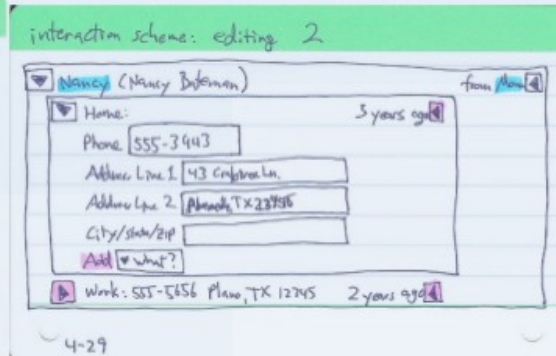 interaction scheme: editing 2
Nancy (Nancy Bateman) from Mom
Home: 3 years ago
Phone 555-3443
Address Line 1 43 Crabtree Ln.
Address Line 2 TX
City/state/zip
Add what?
Work: 555-5656 Plano, TX 12345 2 years ago
4-29